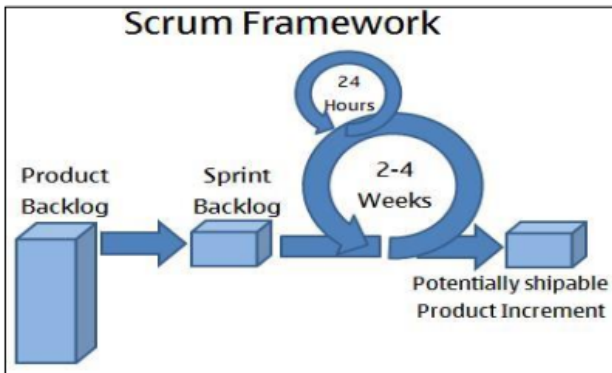 Scrum Framework
24
Hours
2-4
Weeks
Product
Backlog
Sprint
Backlog
Potentially shipable
Product Increment